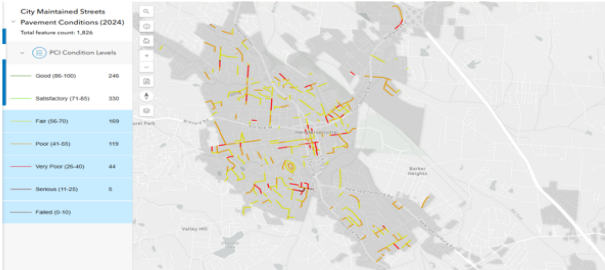 City Maintained Streets
Pavement Conditions (2024)
Total feature count: 1,826
PCI Condition Levels
Good (86-100) 246
Satisfactory (71-85) 330
Fair (56-70) 169
Poor (41-55) 119
Very Poor (26-40) 44
Serious (11-25) 5
Failed (0-10)
Barker
Heights
Valley Hill